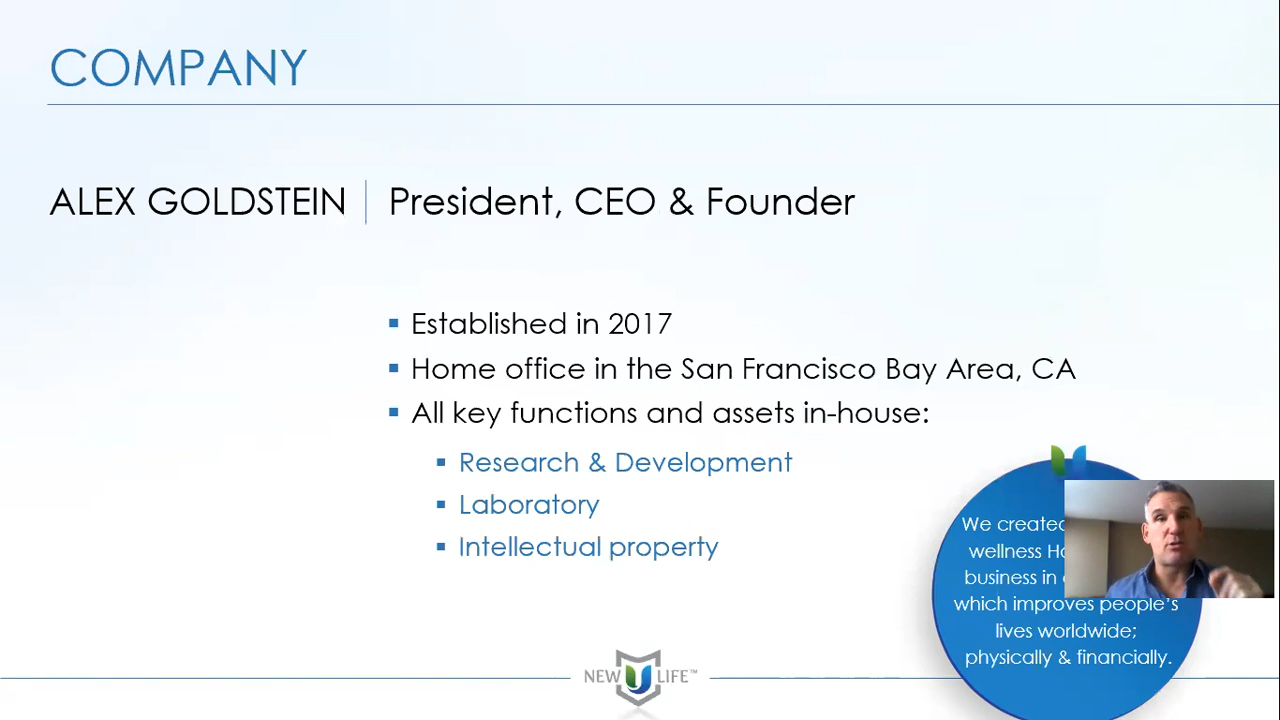 COMPANY
ALEX GOLDSTEIN President, CEO & Founder
Established in 2017
Home office in the San Francisco Bay Area, CA
All key functions and assets in-house:
Research & Development
Laboratory
Intellectual property
We created
wellness
business in
which improves people's
lives worldwide;
physically & financially.
NEW U LIFE™